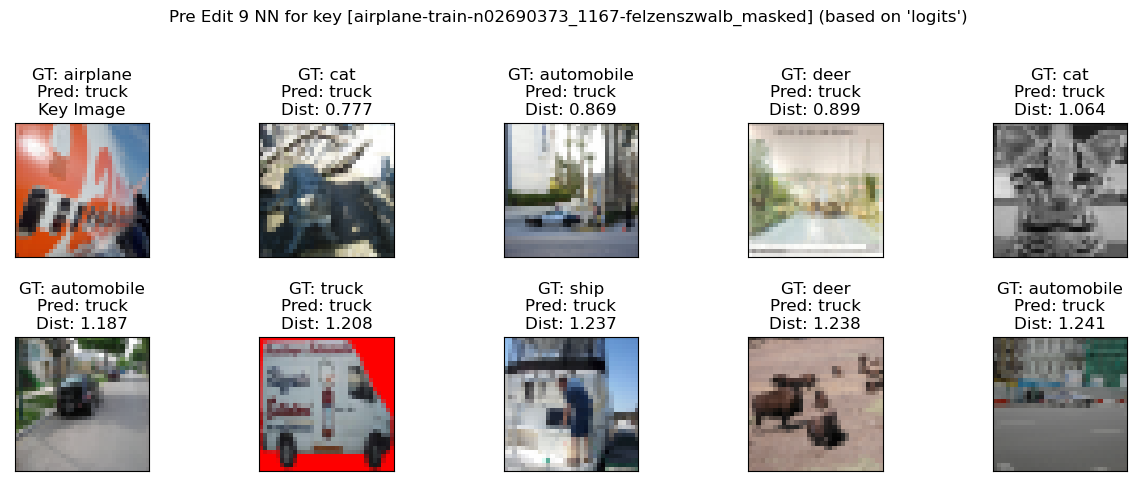 Pre Edit 9 NN for key [airplane-train-n02690373_1167-felzenszwalb_masked] (based on 'logits')
GT: airplane
Pred: truck
Key Image
GT: cat
Pred: truck
Dist: 0.777
GT: automobile
Pred: truck
Dist: 0.869
GT: deer
Pred: truck
Dist: 0.899
GT: cat
Pred: truck
Dist: 1.064
GT: automobile
Pred: truck
Dist: 1.187
GT: truck
Pred: truck
Dist: 1.208
GT: ship
Pred: truck
Dist: 1.237
GT: deer
Pred: truck
Dist: 1.238
GT: automobile
Pred: truck
Dist: 1.241